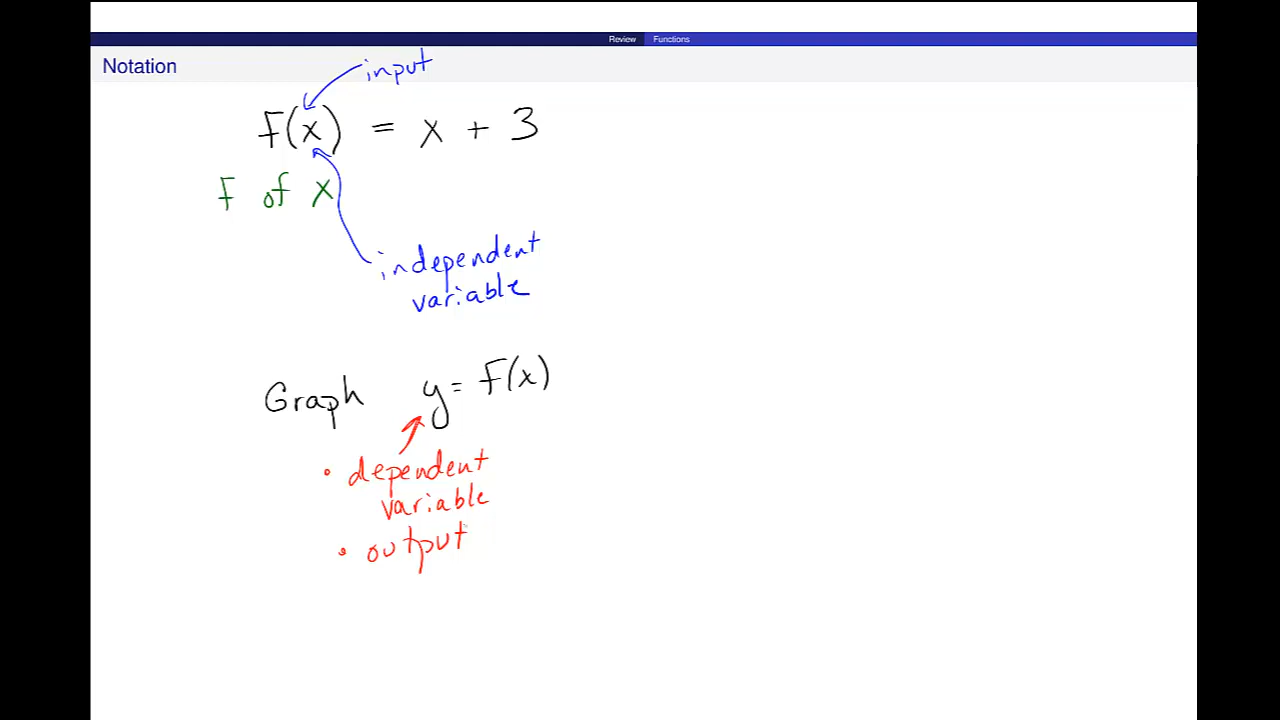 Review Functions
Notation
input
f(x) = x + 3
f of x
independent
variable
Graph y = f(x)
• dependent
variable
• output